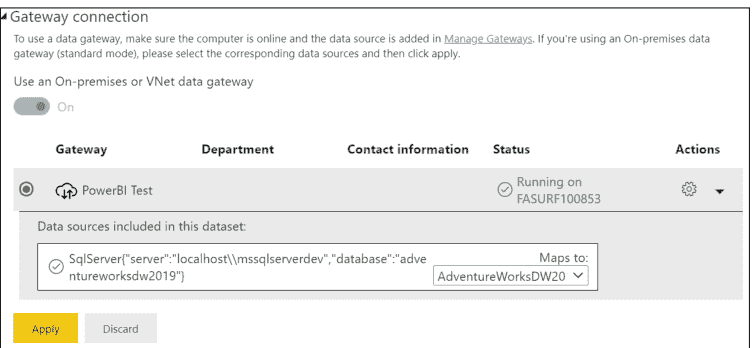 Gateway connection
To use a data gateway, make sure the computer is online and the data source is added in Manage Gateways. If you're using an On-premises data
gateway (standard mode), please select the corresponding data sources and then click apply.
Use an On-premises or VNet data gateway
On
Gateway Department Contact information Status Actions
PowerBI Test
Running on
FASURF100853
Data sources included in this dataset:
SqlServer{"server":"localhost\\mssqlserverdev","database":"adve
ntureworksdw2019"}
Maps to:
AdventureWorksDW20
Apply Discard